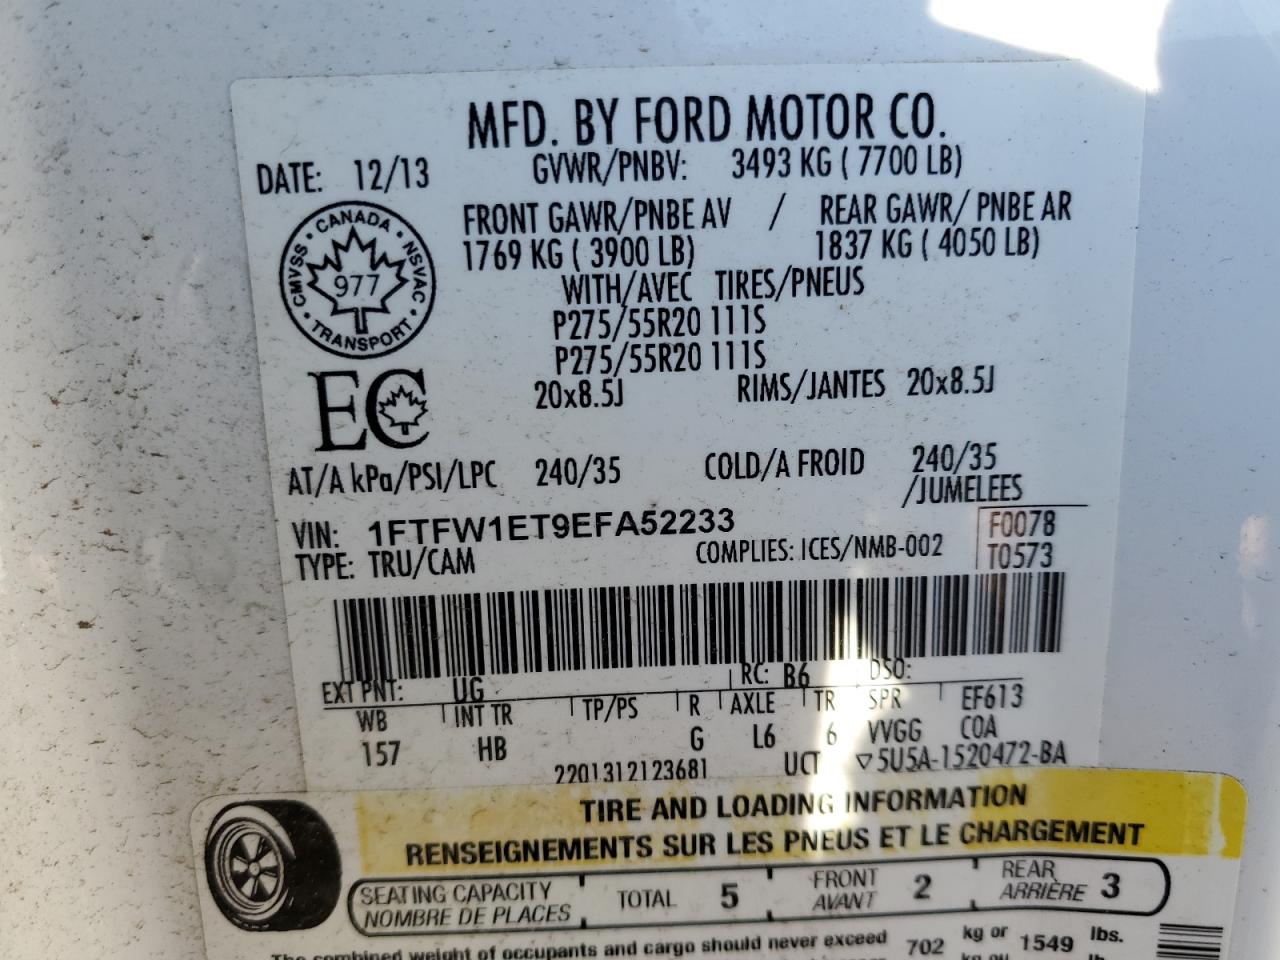 MFD. BY FORD MOTOR CO.
DATE: 12/13 GVWR/PNBV: 3493 KG ( 7700 LB)
FRONT GAWR/PNBE AV / REAR GAWR/ PNBE AR
1769 KG ( 3900 LB) 1837 KG ( 4050 LB)
CANADA • NSVAC • TRANSPORT • CMVSS •
977
WITH/AVEC TIRES/PNEUS
P275/55R20 111S
P275/55R20 111S
EC
20x8.5J RIMS/JANTES 20x8.5J
AT/A kPa/PSI/LPC 240/35 COLD/A FROID 240/35
/JUMELEES
VIN: 1FTFW1ET9EFA52233 F0078
TYPE: TRU/CAM COMPLIES: ICES/NMB-002 T0573
EXT PNT: UG RC: B6 DSO:
WB INT TR TP/PS R AXLE TR SPR EF613
157 HB G L6 6 VVGG COA
2201312123681 UCT ▽5U5A-1520472-BA
TIRE AND LOADING INFORMATION
RENSEIGNEMENTS SUR LES PNEUS ET LE CHARGEMENT
SEATING CAPACITY TOTAL 5 FRONT 2 REAR 3
NOMBRE DE PLACES AVANT ARRIÈRE
The combined weight of occupants and cargo should never exceed 702 kg or 1549 lbs.
kg ou